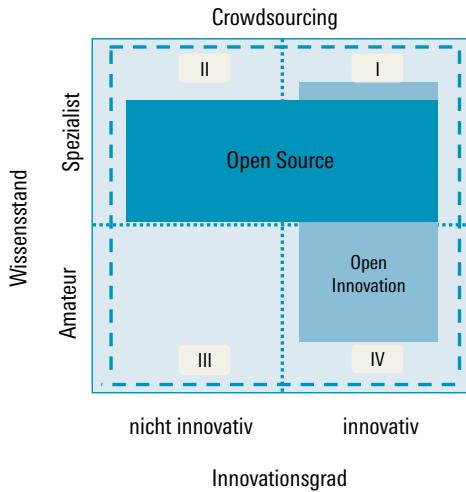 Crowdsourcing
II
I
Spezialist
Open Source
Wissensstand
Open
Innovation
Amateur
III
IV
nicht innovativ
innovativ
Innovationsgrad